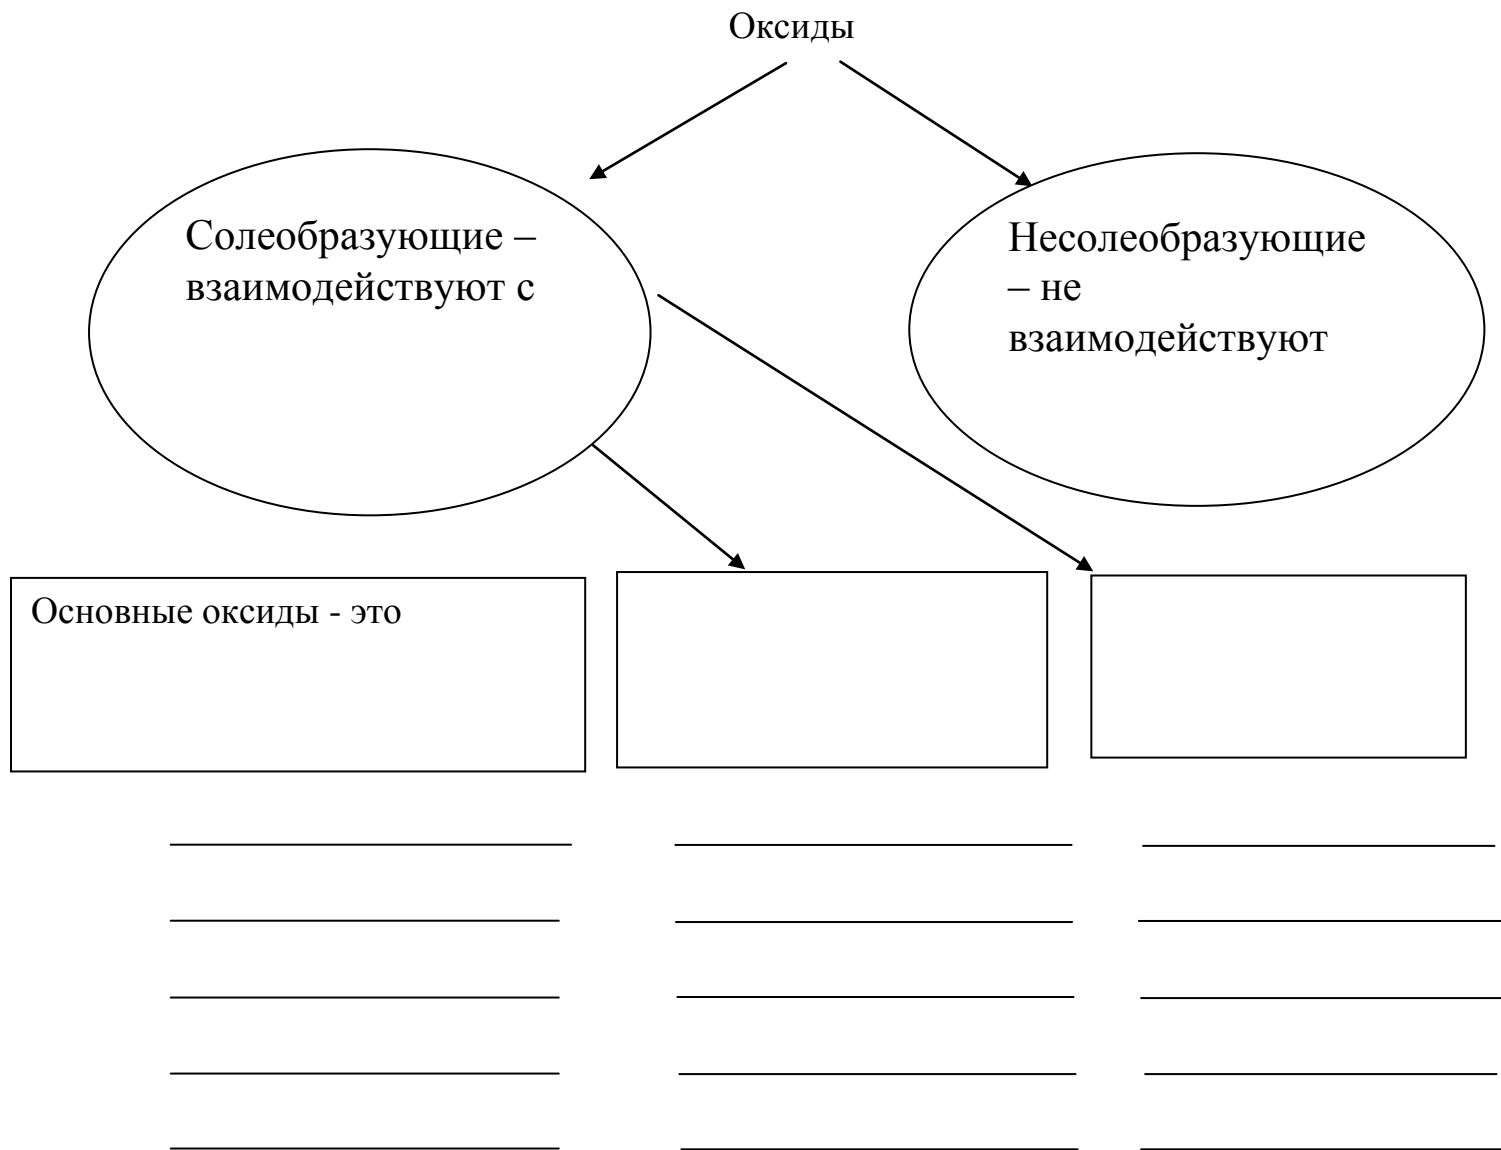 Оксиды
Солеобразующие –
взаимодействуют с
Несолеобразующие
– не
взаимодействуют
Основные оксиды - это